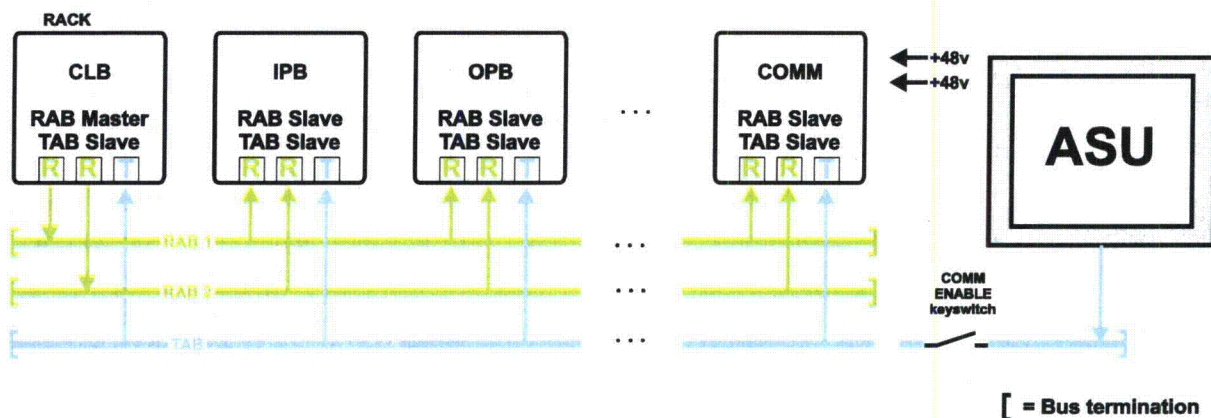 RACK
CLB
RAB Master
TAB Slave
R R T
IPB
RAB Slave
TAB Slave
R R T
OPB
RAB Slave
TAB Slave
R R T
...
COMM
RAB Slave
TAB Slave
R R T
+48v
+48v
ASU
RAB 1
...
RAB 2
...
TAB
...
COMM
ENABLE
keyswitch
[ = Bus termination